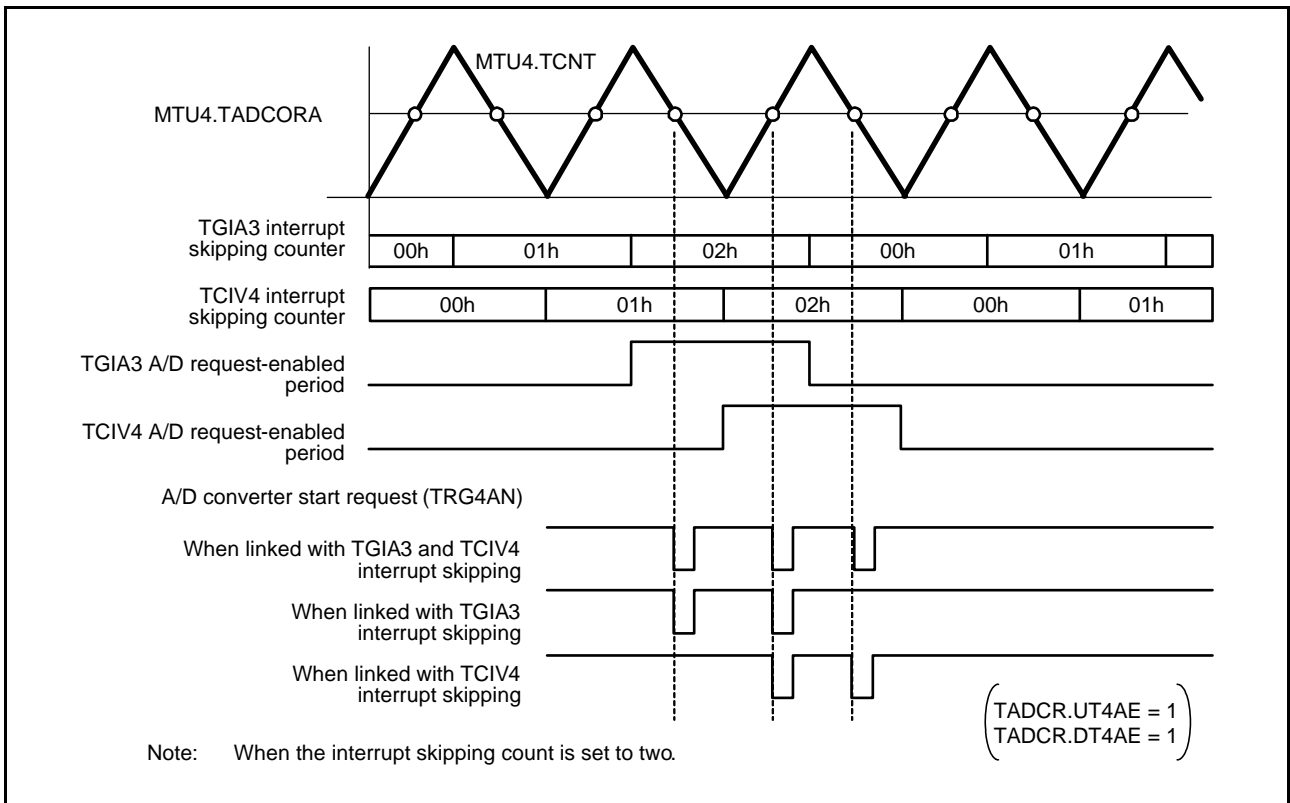 MTU4.TCNT
MTU4.TADCORA
TGIA3 interrupt
skipping counter
00h 01h 02h 00h 01h
TCIV4 interrupt
skipping counter
00h 01h 02h 00h 01h
TGIA3 A/D request-enabled
period
TCIV4 A/D request-enabled
period
A/D converter start request (TRG4AN)
When linked with TGIA3 and TCIV4
interrupt skipping
When linked with TGIA3
interrupt skipping
When linked with TCIV4
interrupt skipping
TADCR.UT4AE = 1
TADCR.DT4AE = 1
Note: When the interrupt skipping count is set to two.